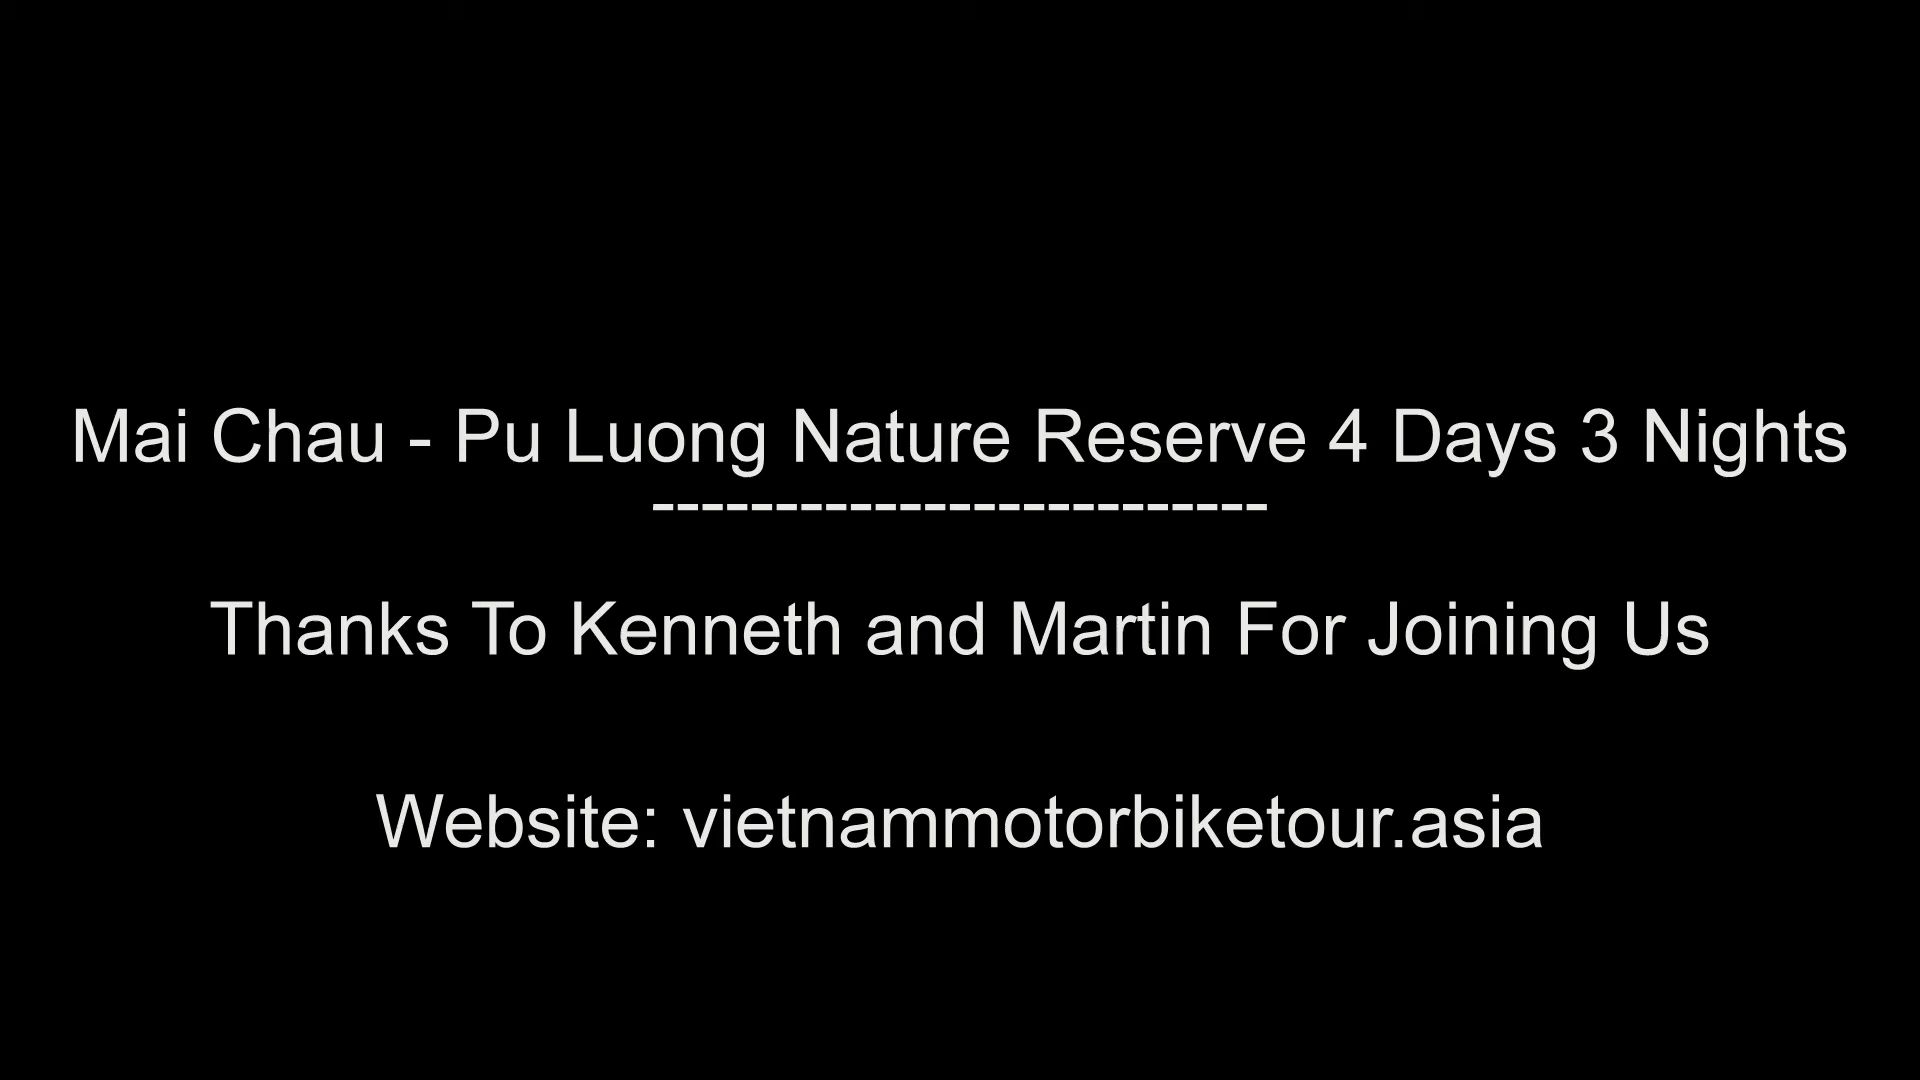 Mai Chau - Pu Luong Nature Reserve 4 Days 3 Nights
-------------------------
Thanks To Kenneth and Martin For Joining Us
Website: vietnammotorbiketour.asia